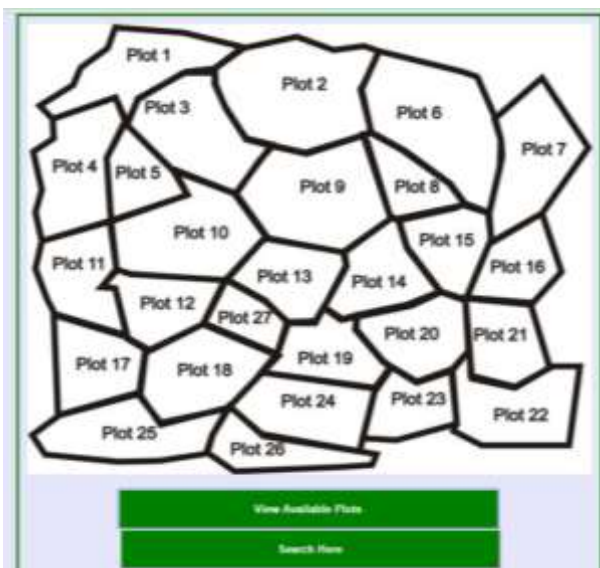 Plot 1
Plot 2
Plot 3
Plot 6
Plot 7
Plot 4
Plot 5
Plot 9
Plot 8
Plot 10
Plot 15
Plot 11
Plot 13
Plot 14
Plot 16
Plot 12
Plot 27
Plot 20
Plot 21
Plot 17
Plot 18
Plot 19
Plot 24
Plot 23
Plot 22
Plot 25
Plot 26
View Available Plots
Search Here